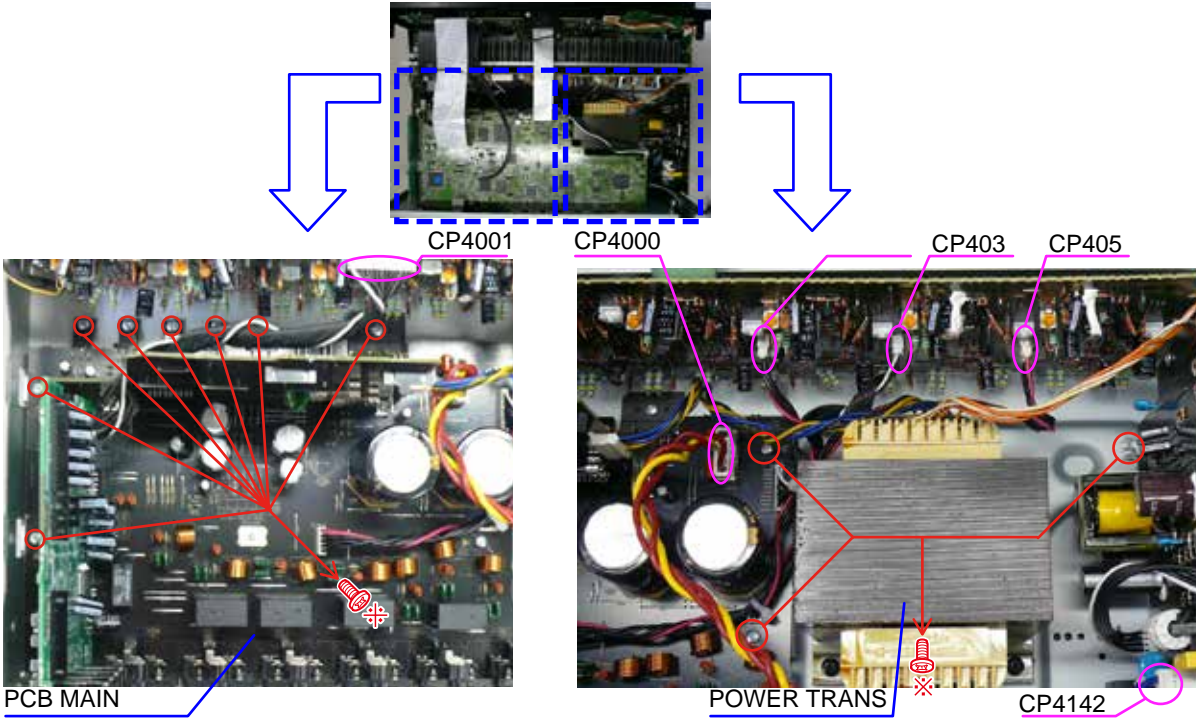 CP4001
CP4000
CP403
CP405
PCB MAIN
※
POWER TRANS
※
CP4142